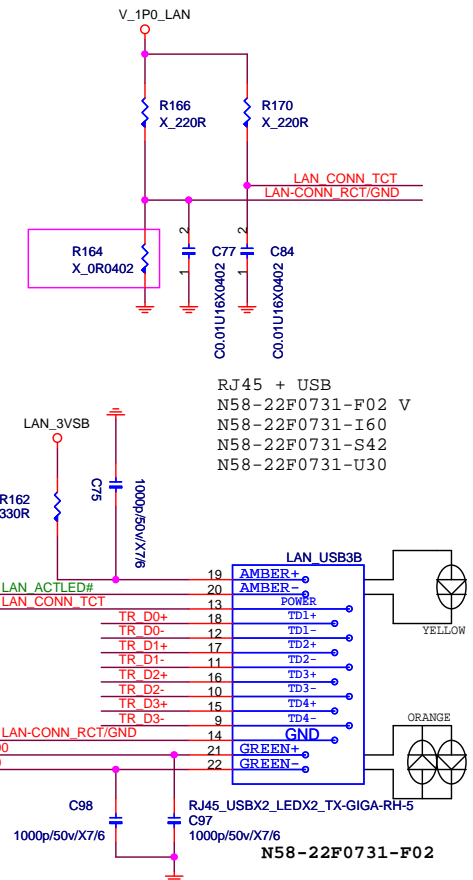 V_1P0_LAN
R166
X_220R
R170
X_220R
LAN_CONN_TCT
LAN-CONN_RCT/GND
R164
X_0R0402
2
1
C77
C0.01U16X0402
2
1
C84
C0.01U16X0402
RJ45 + USB
N58-22F0731-F02 V
N58-22F0731-I60
N58-22F0731-S42
N58-22F0731-U30
LAN_3VSB
R162
330R
C75
1000p/50v/X7/6
LAN_USB3B
LAN_ACTLED#
LAN_CONN_TCT
TR_D0+
TR_D0-
TR_D1+
TR_D1-
TR_D2+
TR_D2-
TR_D3+
TR_D3-
LAN-CONN_RCT/GND
19 AMBER+
20 AMBER-
13 POWER
18 TD1+
12 TD1-
17 TD2+
11 TD2-
16 TD3+
10 TD3-
15 TD4+
9 TD4-
14 GND
21 GREEN+
22 GREEN-
YELLOW
ORANGE
C98
1000p/50v/X7/6
RJ45_USBX2_LEDX2_TX-GIGA-RH-5
C97
1000p/50v/X7/6
N58-22F0731-F02